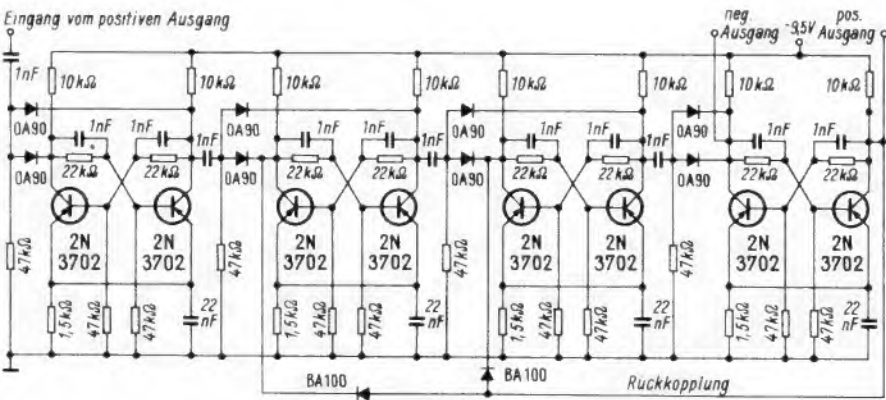 Eingang vom positiven Ausgang
neg. Ausgang
-9,5V
pos. Ausgang
1nF
10kΩ 10kΩ 10kΩ 10kΩ 10kΩ 10kΩ 10kΩ 10kΩ
0A90 0A90 0A90 0A90
1nF 1nF 1nF 1nF 1nF 1nF 1nF 1nF
1nF 1nF 1nF
0A90 22kΩ 22kΩ 0A90 22kΩ 22kΩ 0A90 22kΩ 22kΩ 0A90 22kΩ 22kΩ
2N 3702 2N 3702 2N 3702 2N 3702 2N 3702 2N 3702 2N 3702 2N 3702
47kΩ 47kΩ 47kΩ 47kΩ
1,5kΩ 47kΩ 47kΩ 22 nF 1,5kΩ 47kΩ 47kΩ 22 nF 1,5kΩ 47kΩ 47kΩ 22 nF 1,5kΩ 47kΩ 47kΩ 22 nF
BA100 BA100 Rückkopplung